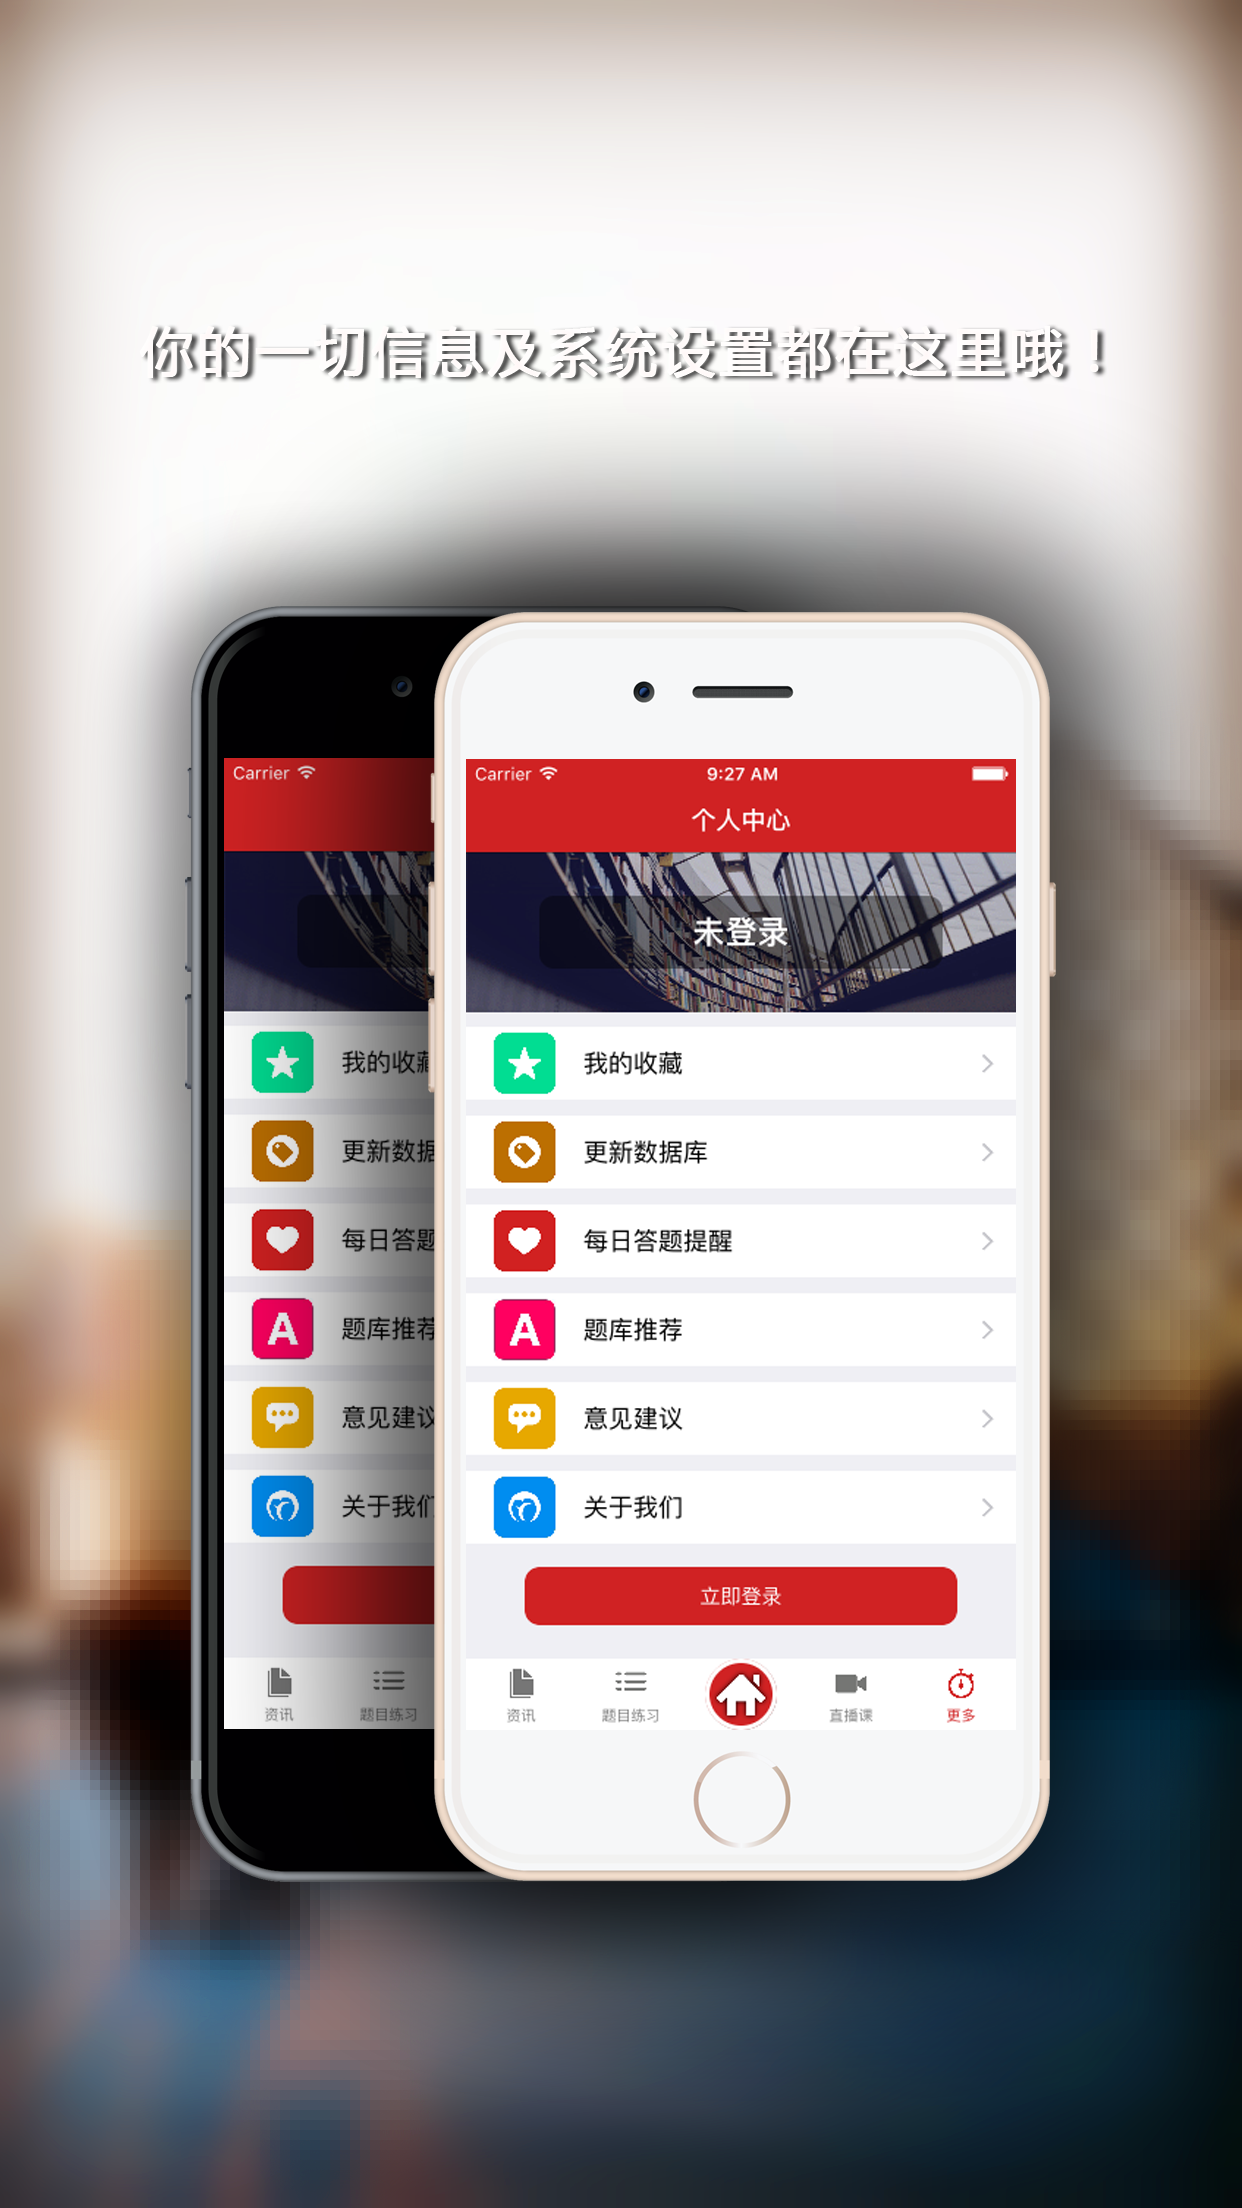 你的一切信息及系统设置都在这里哦！
Carrier
Carrier 9:27 AM
个人中心
未登录
我的收藏
我的收藏
更新数据
更新数据库
每日答题
每日答题提醒
题库推荐
题库推荐
意见建议
意见建议
关于我们
关于我们
立即登录
资讯 题目练习
资讯 题目练习 直播课 更多